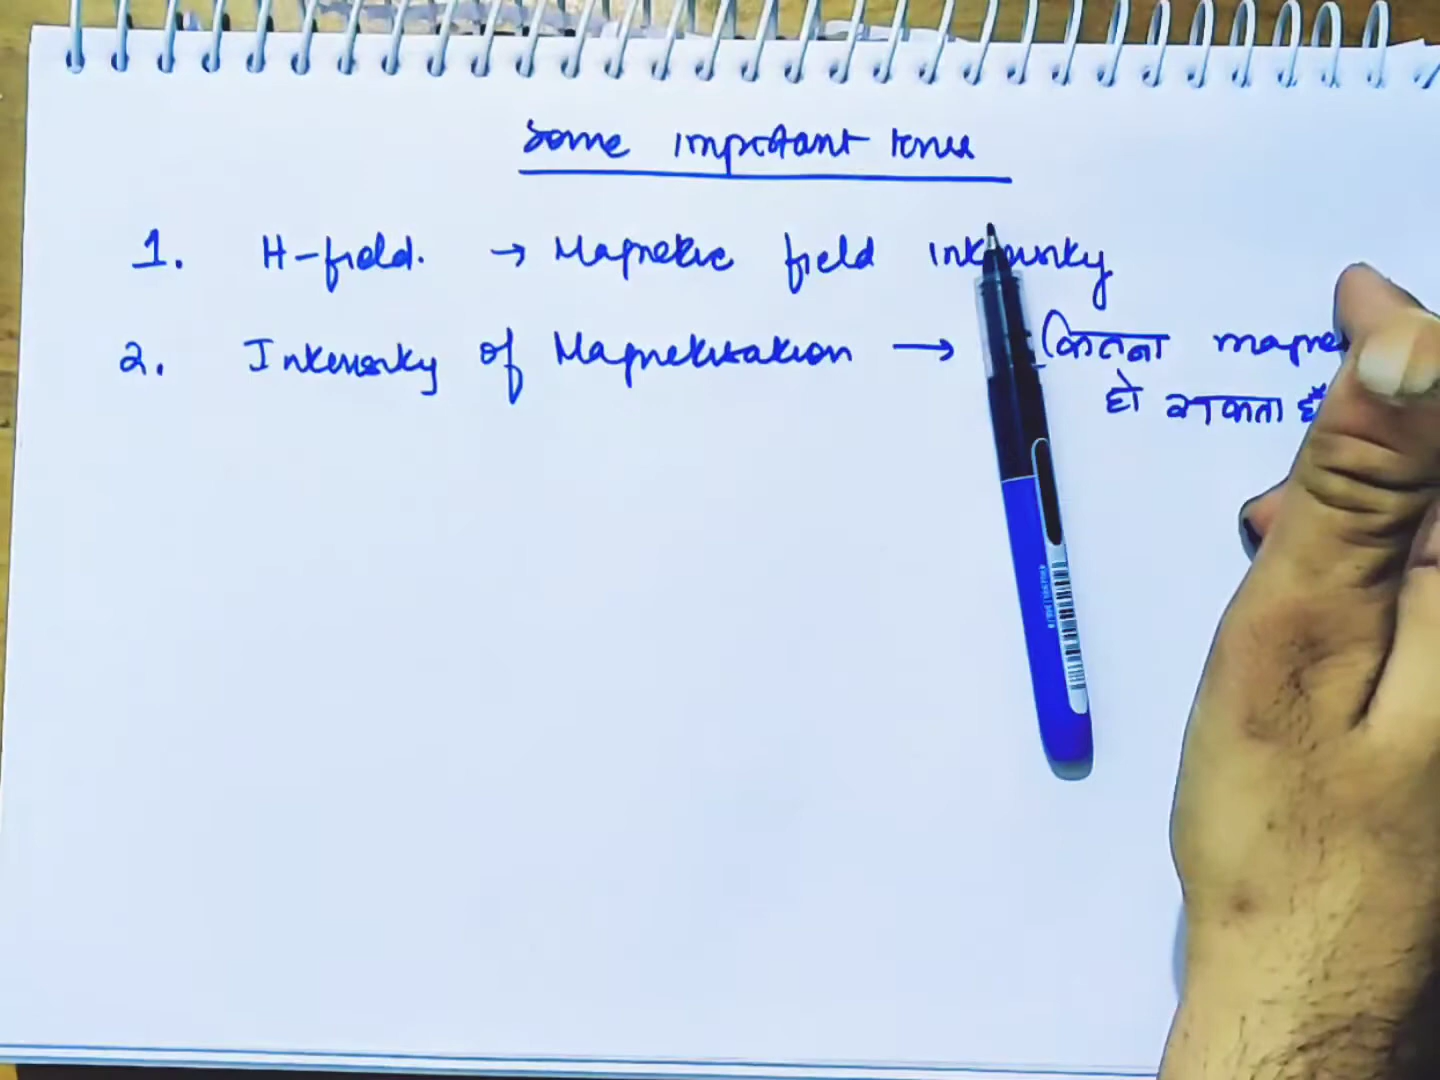 Some important terms
1. H-field. → Magnetic field intensity
2. Intensity of Magnetisation → कितना
हो सकता है